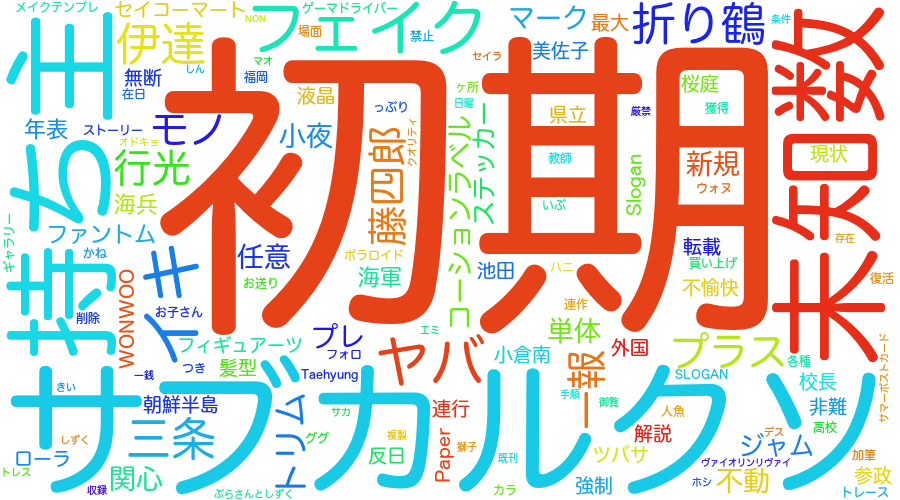 メイクテンプレ
セイコーマート
ゲーマドライバー
NON
場面
禁止
フェイク
伊達
マーク
最大
折り鶴
条件
数
未知
主
持ち
初期
無断
在日
しん
マオ
福岡
セイラ
美佐子
年表
ストーリー
モノ
オドキョ
液晶
っぷり
ヶ所
日曜
県立
厳禁
桜庭
獲得
小夜
クオリティ
藤四郎
コーションラベル
ステッカー
教師
Slogan
新規
ウォヌ
現状
行光
海兵
いぶ
ギャラリー
ファントム
かね
任意
ポラロイド
転載
存在
イキ
お送り
海軍
池田
ハニ
買い上げ
復活
WONWOO
不愉快
削除
お子さん
連作
フィギュアーツ
プレ
フォロ
エミ
単体
外国
プラス
サマーポストカード
一銭
つき
髪型
Taehyung
ヤバ
小倉南
一報
SLOGAN
各種
校長
サブカルクソ
きい
朝鮮半島
トリム
サカ
連行
手順
御覧
人魚
非難
高校
三条
しずく
ググ
複製
獅子
解説
デス
ジャム
ローラ
反日
Paper
既刊
ツバサ
ヴァイオリンリヴァイ
加筆
トレス
関心
収録
ぷらさんとしずく
カラ
強制
ホシ
不動
参政
トレース